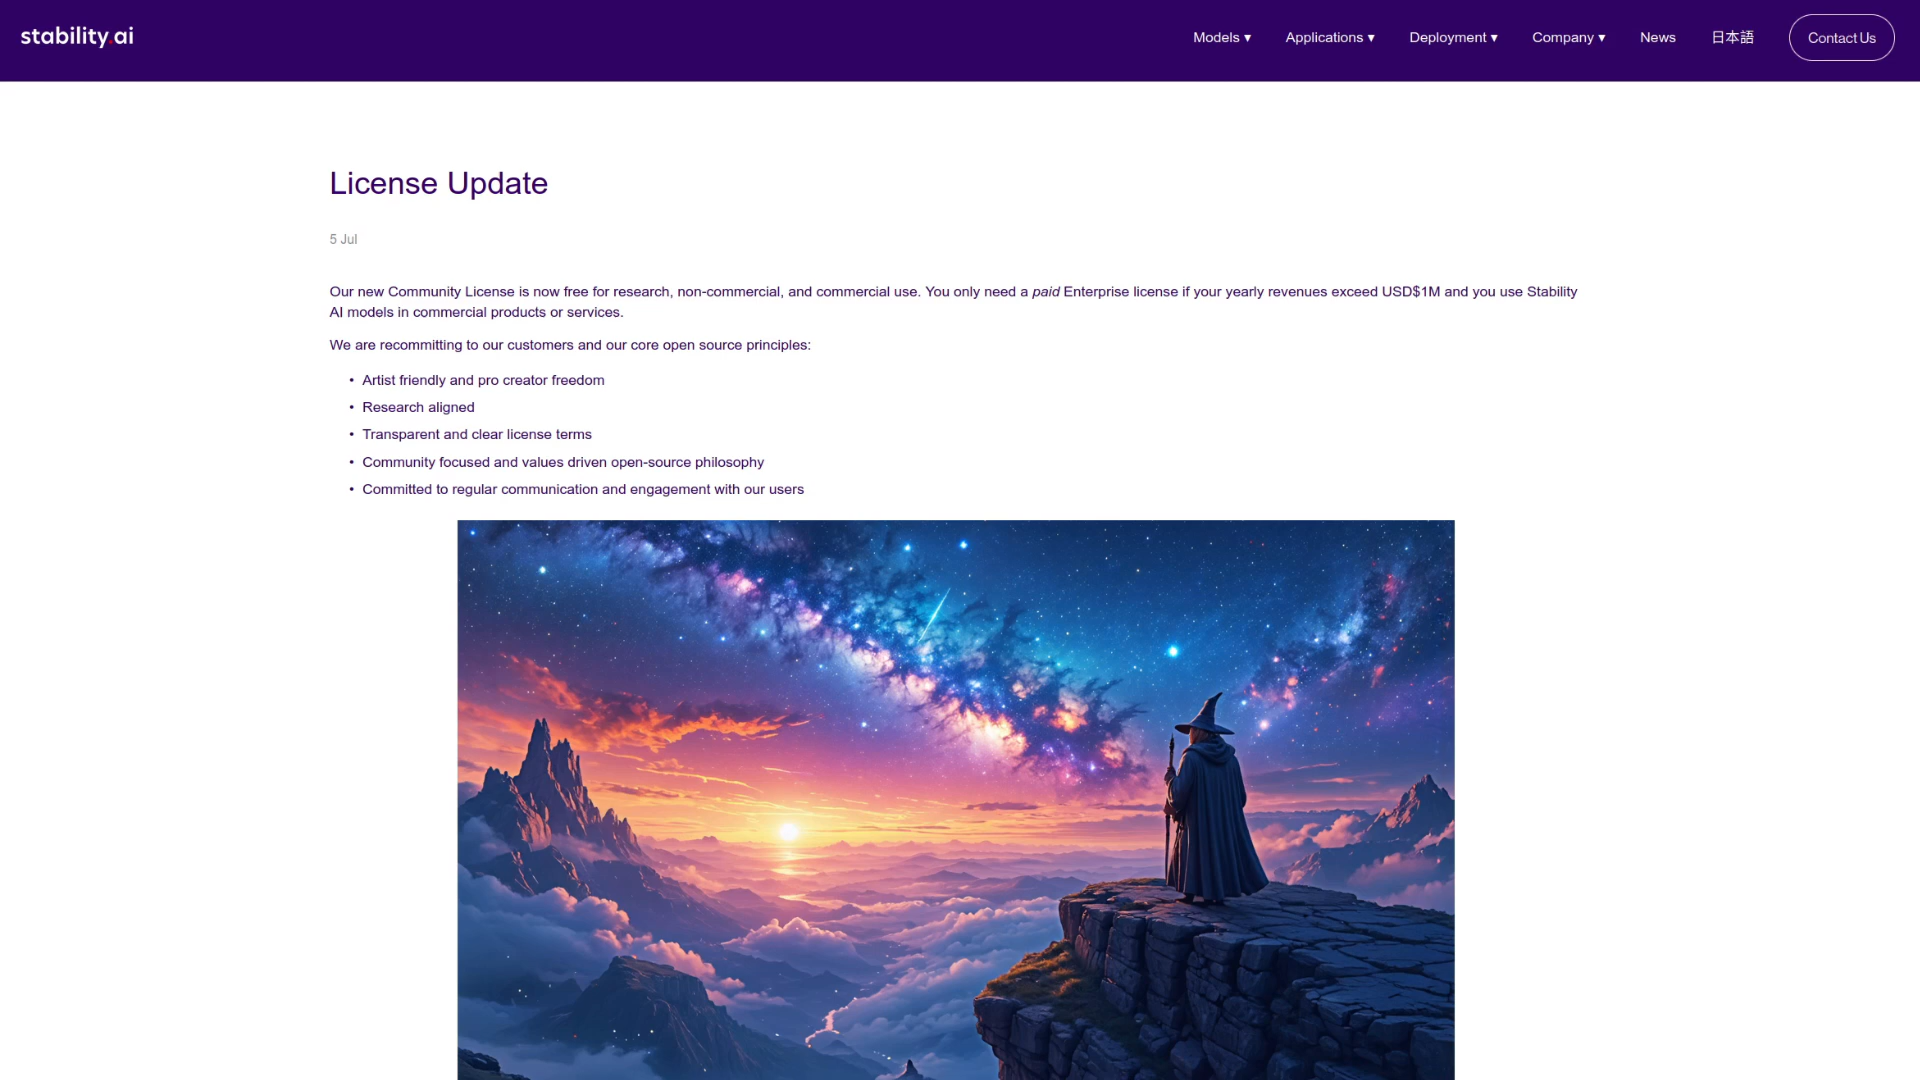 stability.ai
Models ▾
Applications ▾
Deployment ▾
Company ▾
News
日本語
Contact Us
License Update
5 Jul
Our new Community License is now free for research, non-commercial, and commercial use. You only need a paid Enterprise license if your yearly revenues exceed USD$1M and you use Stability
AI models in commercial products or services.
We are recommitting to our customers and our core open source principles:
• Artist friendly and pro creator freedom
• Research aligned
• Transparent and clear license terms
• Community focused and values driven open-source philosophy
• Committed to regular communication and engagement with our users